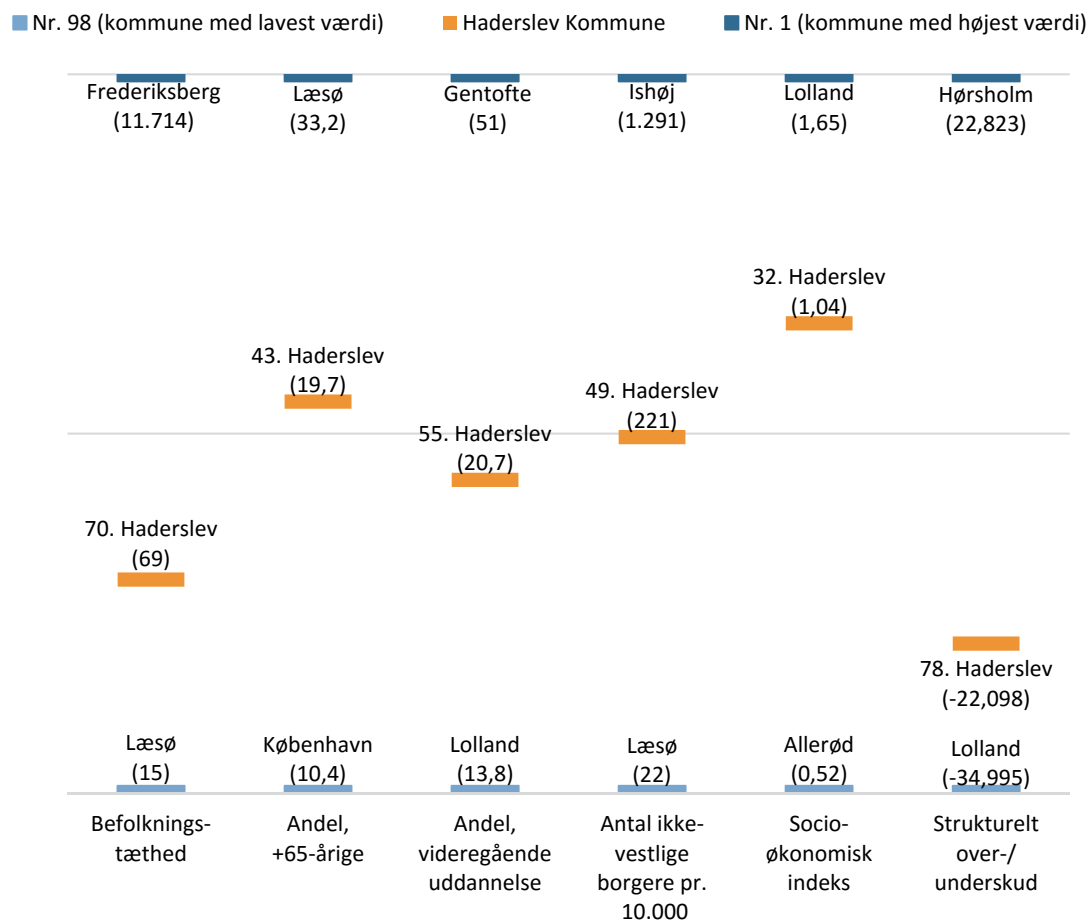 Nr. 98 (kommune med lavest værdi)
Haderslev Kommune
Nr. 1 (kommune med højest værdi)
Frederiksberg
(11.714)
Læsø
(33,2)
Gentofte
(51)
Ishøj
(1.291)
Lolland
(1,65)
Hørsholm
(22,823)
70. Haderslev
(69)
43. Haderslev
(19,7)
55. Haderslev
(20,7)
49. Haderslev
(221)
32. Haderslev
(1,04)
78. Haderslev
(-22,098)
Læsø
(15)
København
(10,4)
Lolland
(13,8)
Læsø
(22)
Allerød
(0,52)
Lolland
(-34,995)
Befolknings-
tæthed
Andel,
+65-årige
Andel,
videregående
uddannelse
Antal ikke-
vestlige
borgere pr.
10.000
Socio-
økonomisk
indeks
Strukturelt
over-/
underskud